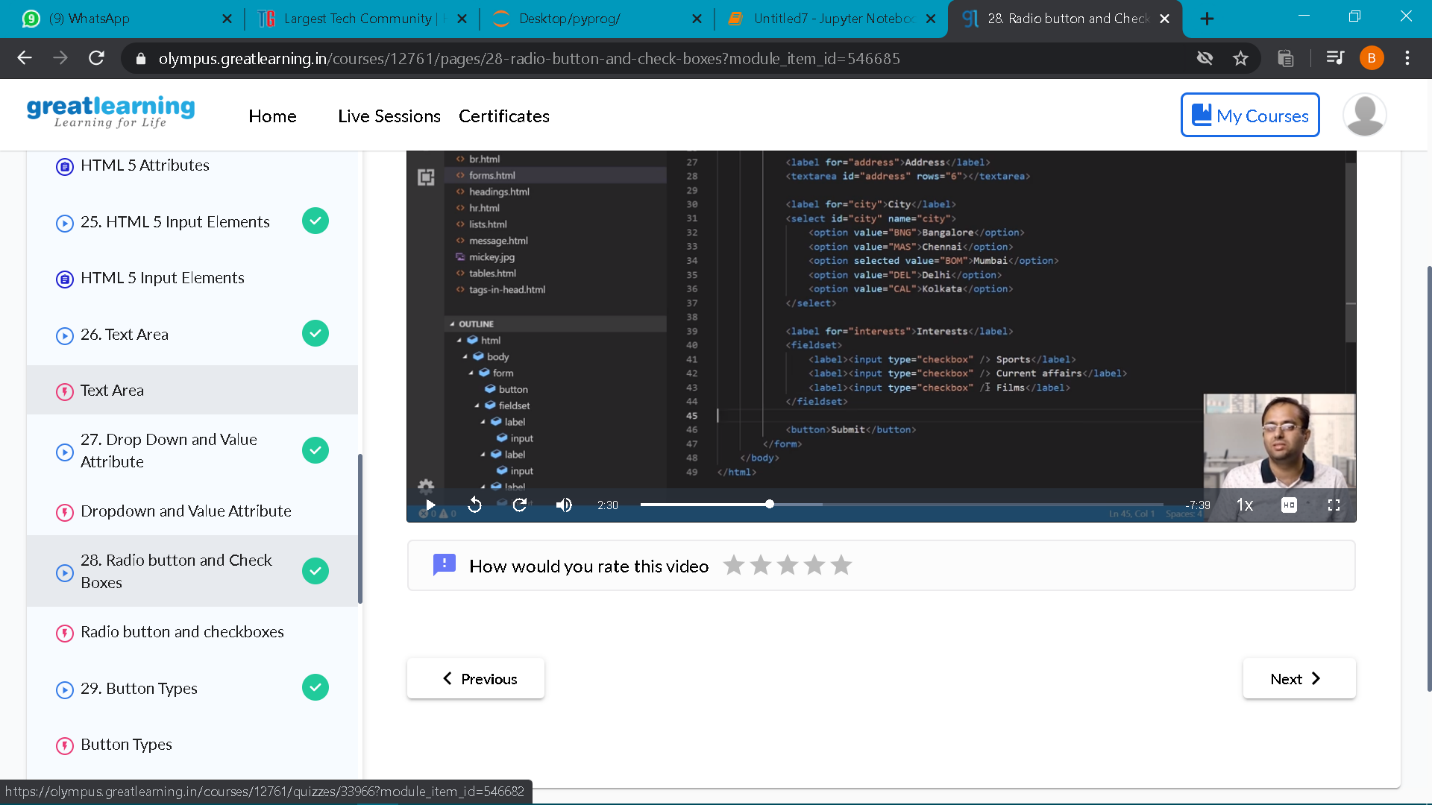 (9) WhatsApp
Largest Tech Community |
Desktop/pyprog/
Untitled7 - Jupyter Noteboo
28. Radio button and Check
olympus.greatlearning.in/courses/12761/pages/28-radio-button-and-check-boxes?module_item_id=546685
B
greatlearning
Learning for Life
Home
Live Sessions
Certificates
My Courses
HTML 5 Attributes
25. HTML 5 Input Elements
HTML 5 Input Elements
26. Text Area
Text Area
27. Drop Down and Value
Attribute
Dropdown and Value Attribute
28. Radio button and Check
Boxes
Radio button and checkboxes
29. Button Types
Button Types
br.html
forms.html
headings.html
hr.html
lists.html
message.html
mickey.jpg
tables.html
tags-in-head.html
OUTLINE
html
body
form
button
fieldset
label
input
label
input
label
27 <label for="address">Address</label>
28 <textarea id="address" rows="6"></textarea>
29
30 <label for="city">City</label>
31 <select id="city" name="city">
32 <option value="BNG">Bangalore</option>
33 <option value="MAS">Chennai</option>
34 <option selected value="BOM">Mumbai</option>
35 <option value="DEL">Delhi</option>
36 <option value="CAL">Kolkata</option>
37 </select>
38
39 <label for="interests">Interests</label>
40 <fieldset>
41 <label><input type="checkbox" /> Sports</label>
42 <label><input type="checkbox" /> Current affairs</label>
43 <label><input type="checkbox" /> Films</label>
44 </fieldset>
45
46 <button>Submit</button>
47 </form>
48 </body>
49 </html>
2:30
-7:39
1x
HD
0 0
Ln 45, Col 1 Spaces: 4
How would you rate this video
Previous
Next
https://olympus.greatlearning.in/courses/12761/quizzes/33966?module_item_id=546682